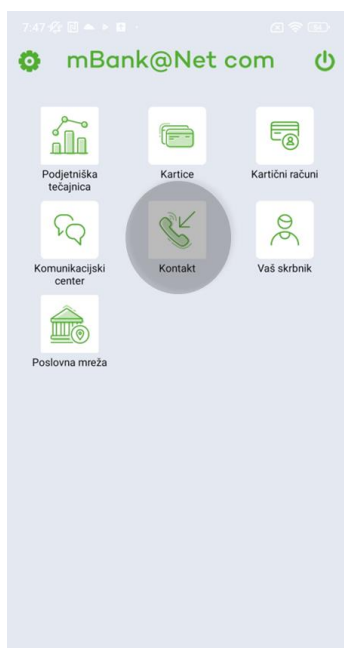 7:47
mBank@Net com
Podjetniška
tečajnica
Kartice
Kartični računi
Komunikacijski
center
Kontakt
Vaš skrbnik
Poslovna mreža